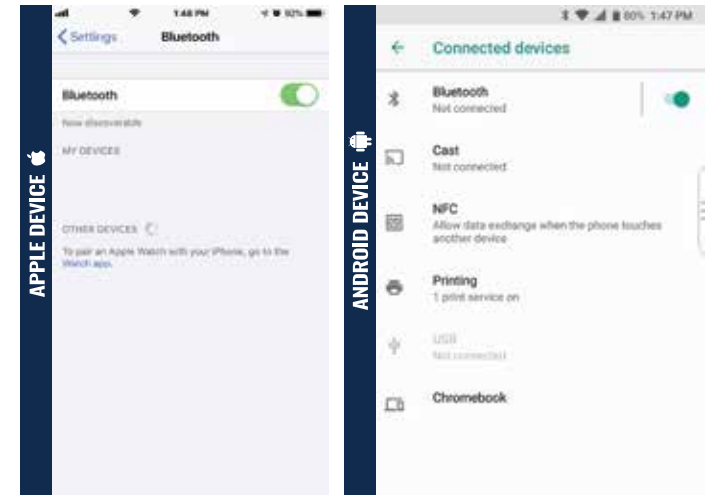 APPLE DEVICE
1:48 PM
92%
Settings
Bluetooth
Bluetooth
Now discoverable
MY DEVICES
OTHER DEVICES
To pair an Apple Watch with your iPhone, go to the
Watch app.
ANDROID DEVICE
60% 1:47 PM
Connected devices
Bluetooth
Not connected
Cast
Not connected
NFC
Allow data exchange when the phone touches
another device
Printing
1 print service on
USB
Not connected
Chromebook